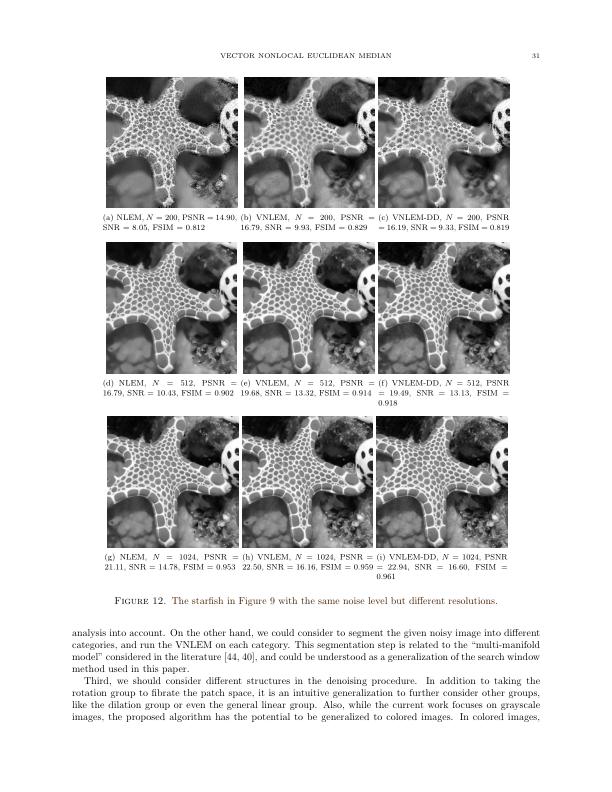 VECTOR NONLOCAL EUCLIDEAN MEDIAN 31
(a) NLEM, N = 200, PSNR = 14.90,
SNR = 8.05, FSIM = 0.812
(b) VNLEM, N = 200, PSNR =
16.79, SNR = 9.93, FSIM = 0.829
(c) VNLEM-DD, N = 200, PSNR
= 16.19, SNR = 9.33, FSIM = 0.819
(d) NLEM, N = 512, PSNR =
16.79, SNR = 10.43, FSIM = 0.902
(e) VNLEM, N = 512, PSNR =
19.68, SNR = 13.32, FSIM = 0.914
(f) VNLEM-DD, N = 512, PSNR
= 19.49, SNR = 13.13, FSIM =
0.918
(g) NLEM, N = 1024, PSNR =
21.11, SNR = 14.78, FSIM = 0.953
(h) VNLEM, N = 1024, PSNR =
22.50, SNR = 16.16, FSIM = 0.959
(i) VNLEM-DD, N = 1024, PSNR
= 22.94, SNR = 16.60, FSIM =
0.961
FIGURE 12. The starfish in Figure 9 with the same noise level but different resolutions.
analysis into account. On the other hand, we could consider to segment the given noisy image into different
categories, and run the VNLEM on each category. This segmentation step is related to the “multi-manifold
model” considered in the literature [44, 40], and could be understood as a generalization of the search window
method used in this paper.
Third, we should consider different structures in the denoising procedure. In addition to taking the
rotation group to fibrate the patch space, it is an intuitive generalization to further consider other groups,
like the dilation group or even the general linear group. Also, while the current work focuses on grayscale
images, the proposed algorithm has the potential to be generalized to colored images. In colored images,